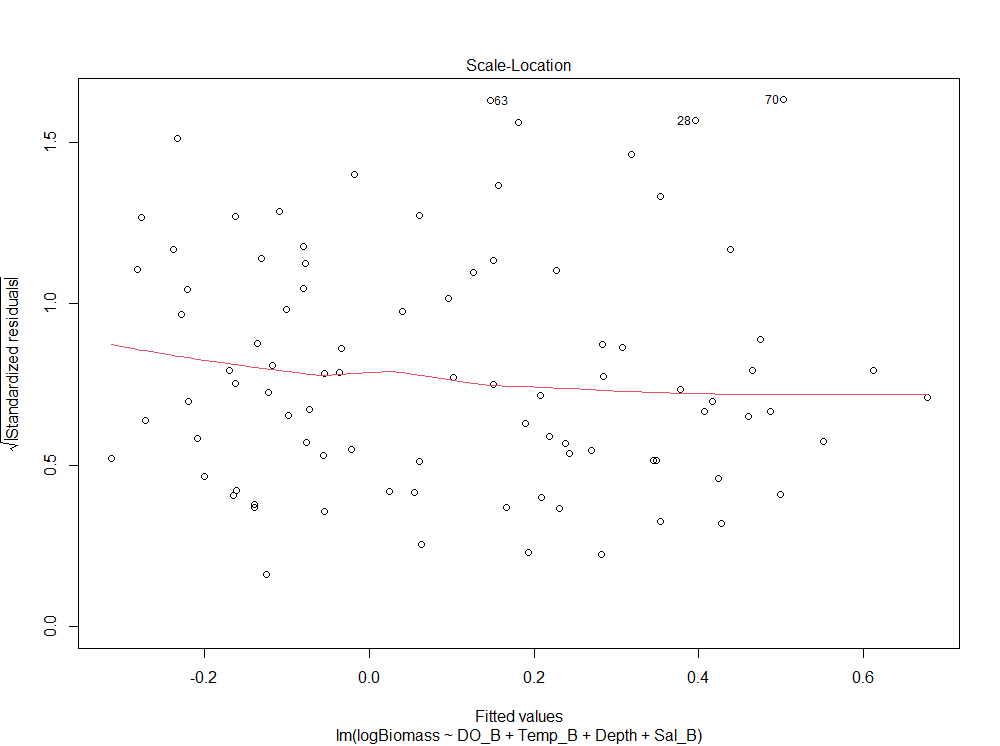 Scale-Location
63
70
28
1.5
1.0
0.5
0.0
√|Standardized residuals|
-0.2 0.0 0.2 0.4 0.6
Fitted values
lm(logBiomass ~ DO_B + Temp_B + Depth + Sal_B)